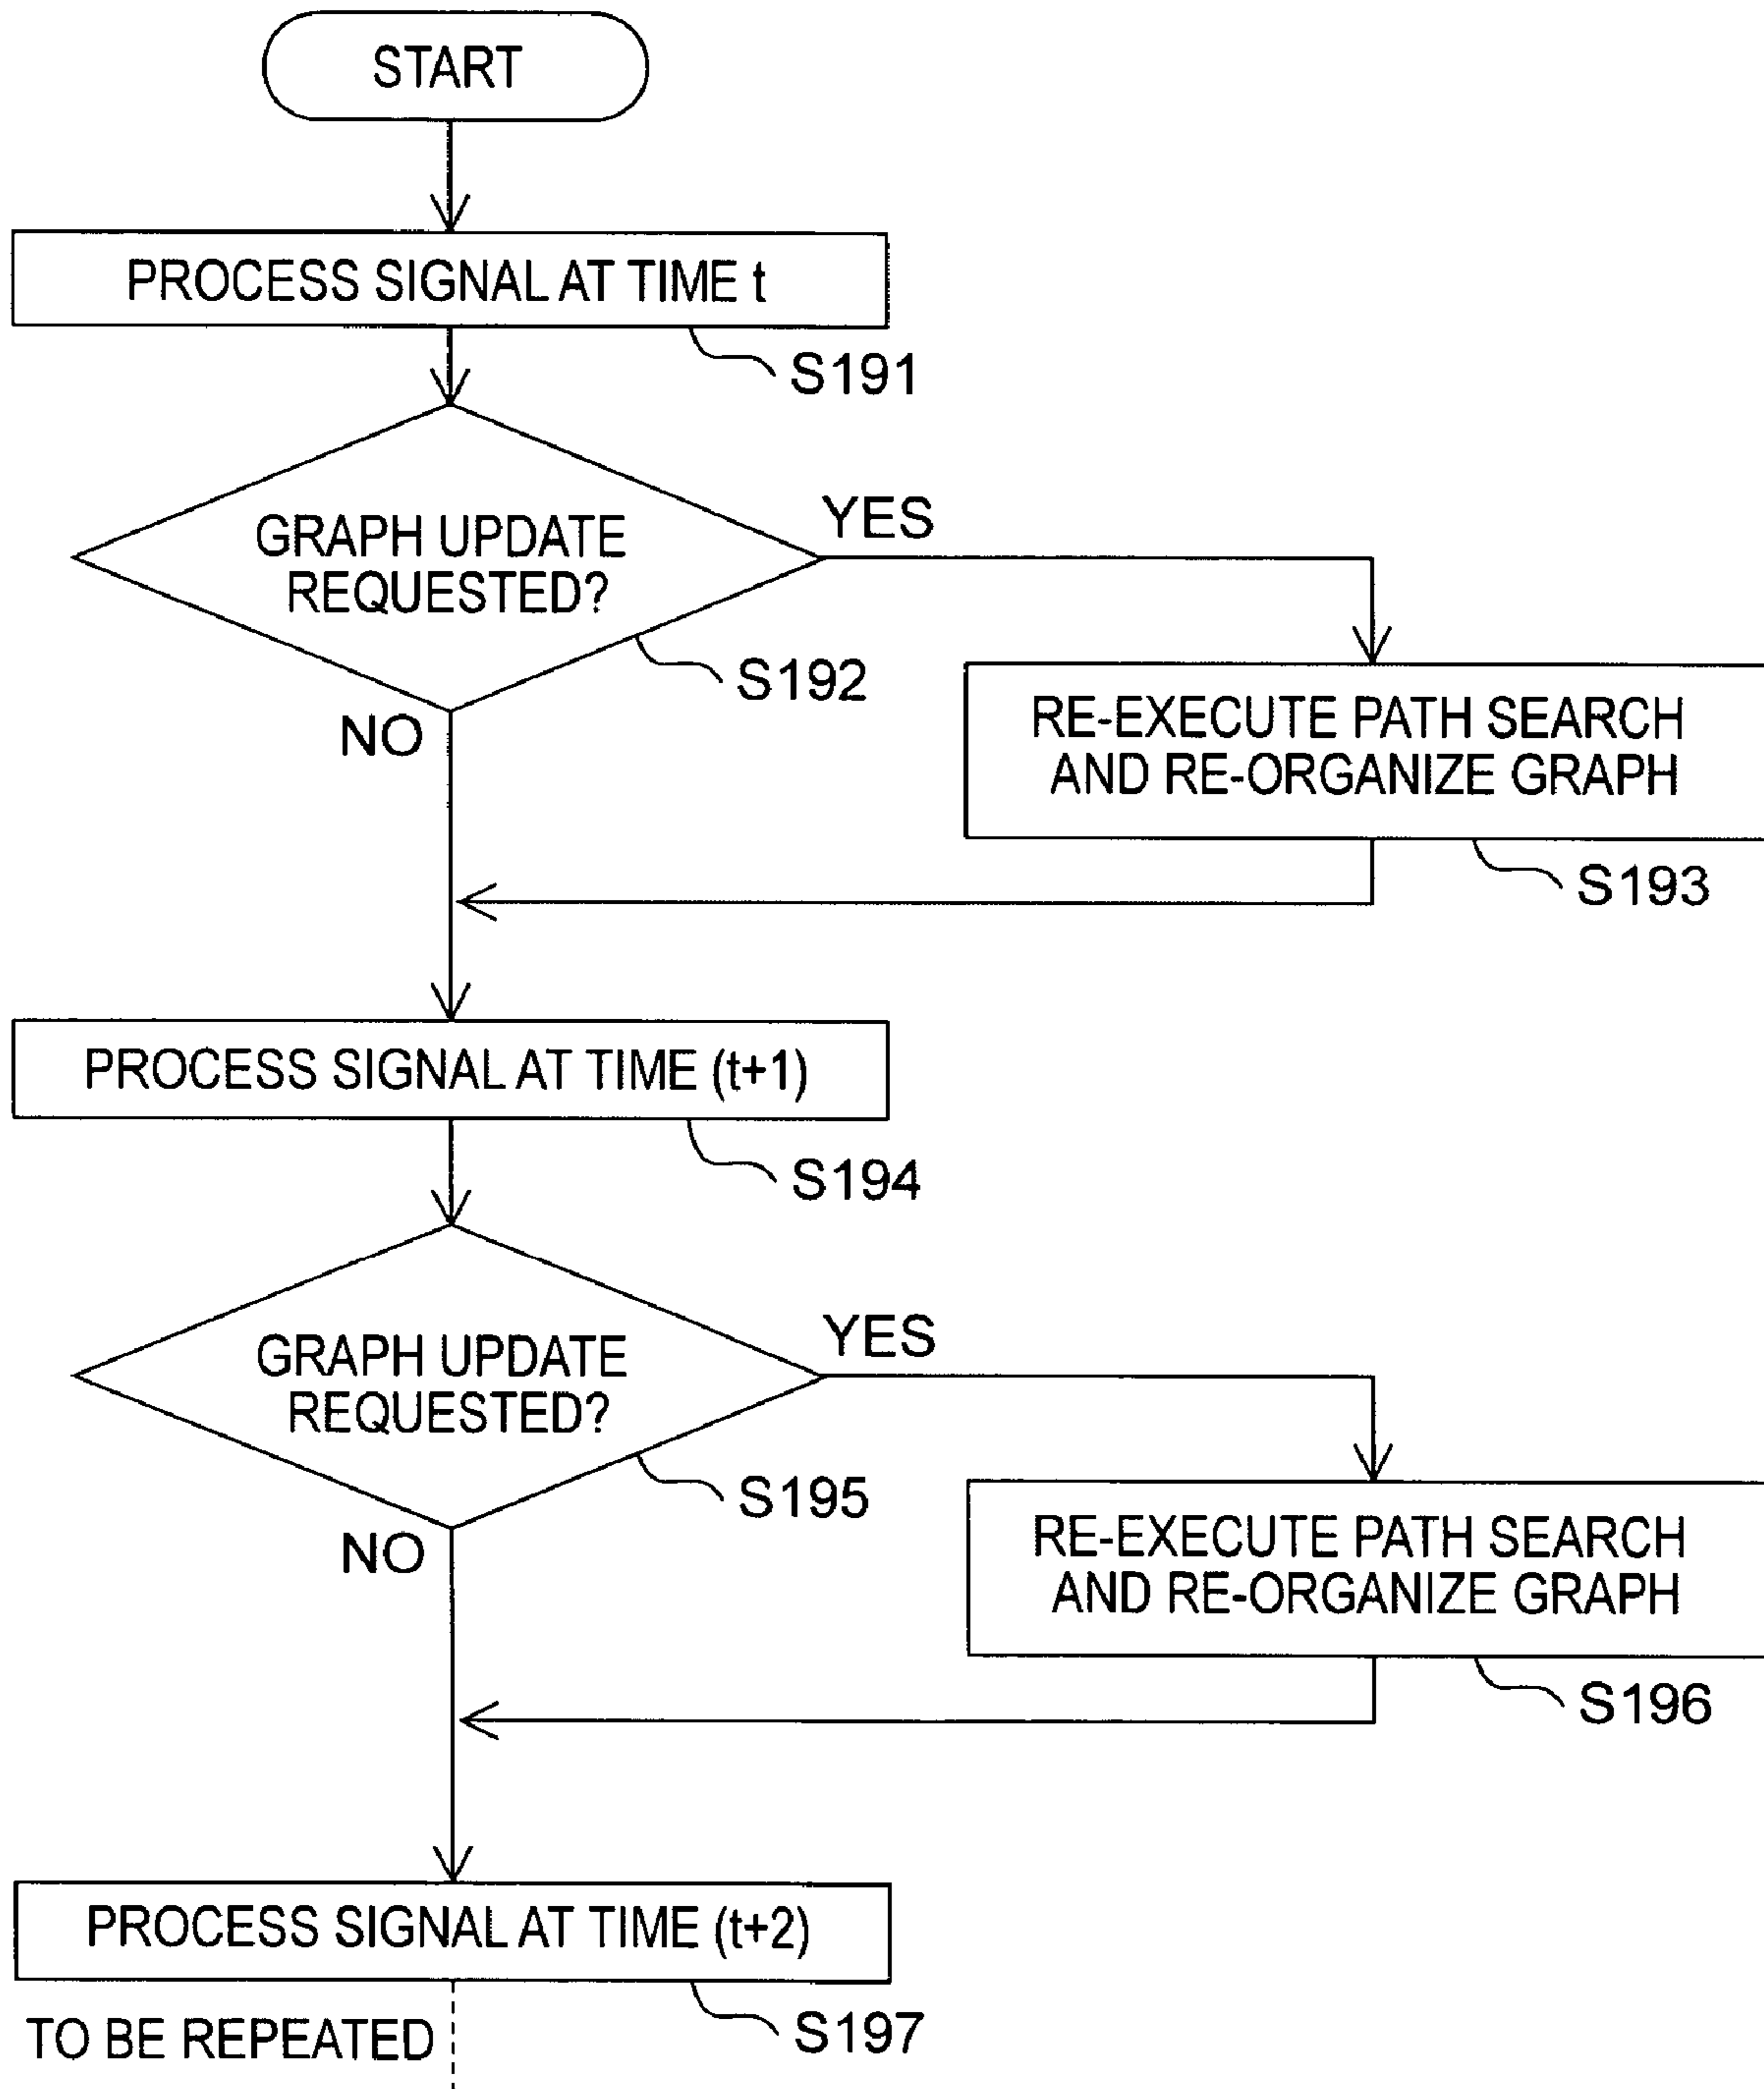 START
PROCESS SIGNAL AT TIME t
S191
GRAPH UPDATE
REQUESTED?
YES
S192
NO
RE-EXECUTE PATH SEARCH
AND RE-ORGANIZE GRAPH
S193
PROCESS SIGNAL AT TIME (t+1)
S194
GRAPH UPDATE
REQUESTED?
YES
S195
NO
RE-EXECUTE PATH SEARCH
AND RE-ORGANIZE GRAPH
S196
PROCESS SIGNAL AT TIME (t+2)
S197
TO BE REPEATED